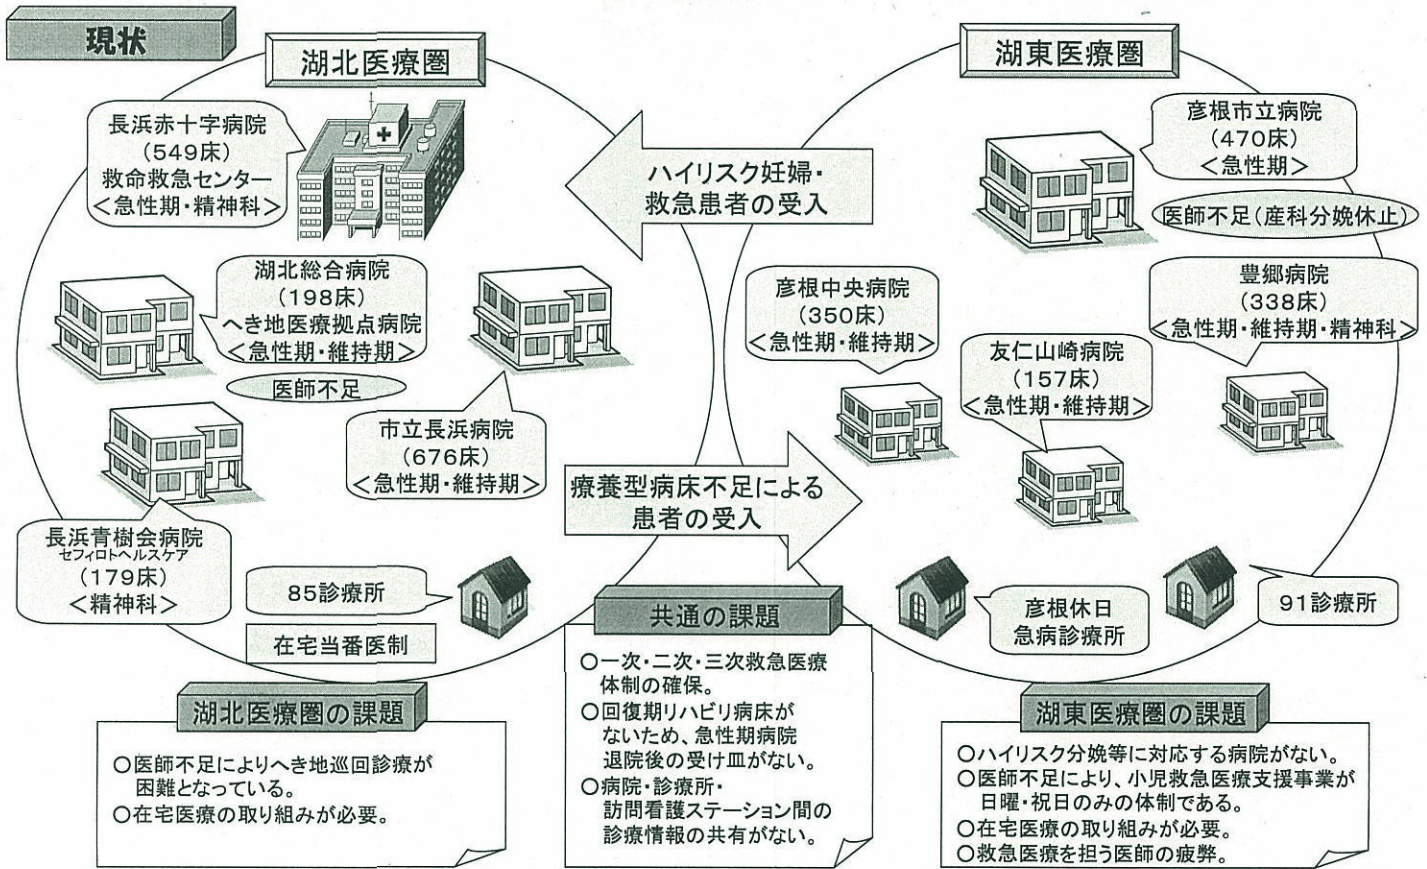 現状
湖北医療圏
長浜赤十字病院
(549床)
救命救急センター
<急性期・精神科>
湖北総合病院
(198床)
へき地医療拠点病院
<急性期・維持期>
医師不足
市立長浜病院
(676床)
<急性期・維持期>
長浜青樹会病院
セフィロトヘルスケア
(179床)
<精神科>
85診療所
在宅当番医制
ハイリスク妊婦・
救急患者の受入
療養型病床不足による
患者の受入
湖東医療圏
彦根市立病院
(470床)
<急性期>
医師不足(産科分娩休止)
彦根中央病院
(350床)
<急性期・維持期>
友仁山崎病院
(157床)
<急性期・維持期>
豊郷病院
(338床)
<急性期・維持期・精神科>
彦根休日
急病診療所
91診療所
湖北医療圏の課題
○医師不足によりへき地巡回診療が
困難となっている。
○在宅医療の取り組みが必要。
共通の課題
○一次・二次・三次救急医療
体制の確保。
○回復期リハビリ病床が
ないため、急性期病院
退院後の受け皿がない。
○病院・診療所・
訪問看護ステーション間の
診療情報の共有がない。
湖東医療圏の課題
○ハイリスク分娩等に対応する病院がない。
○医師不足により、小児救急医療支援事業が
日曜・祝日のみの体制である。
○在宅医療の取り組みが必要。
○救急医療を担う医師の疲弊。